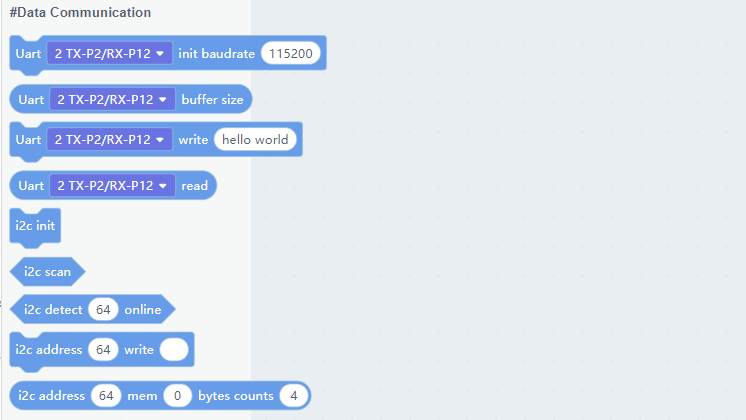 #Data Communication
Uart 2 TX-P2/RX-P12 init baudrate 115200
Uart 2 TX-P2/RX-P12 buffer size
Uart 2 TX-P2/RX-P12 write hello world
Uart 2 TX-P2/RX-P12 read
i2c init
i2c scan
i2c detect 64 online
i2c address 64 write
i2c address 64 mem 0 bytes counts 4